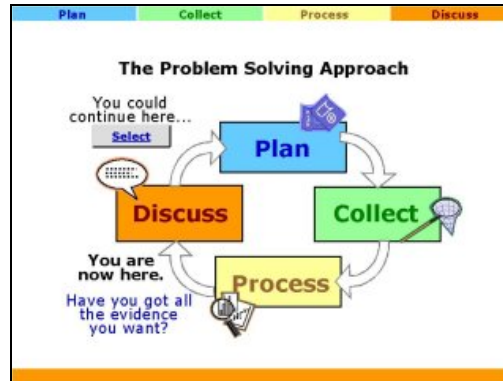 Plan Collect Process Discuss
The Problem Solving Approach
You could
continue here...
Select
Plan
Discuss
Collect
You are
now here.
Process
Have you got all
the evidence
you want?